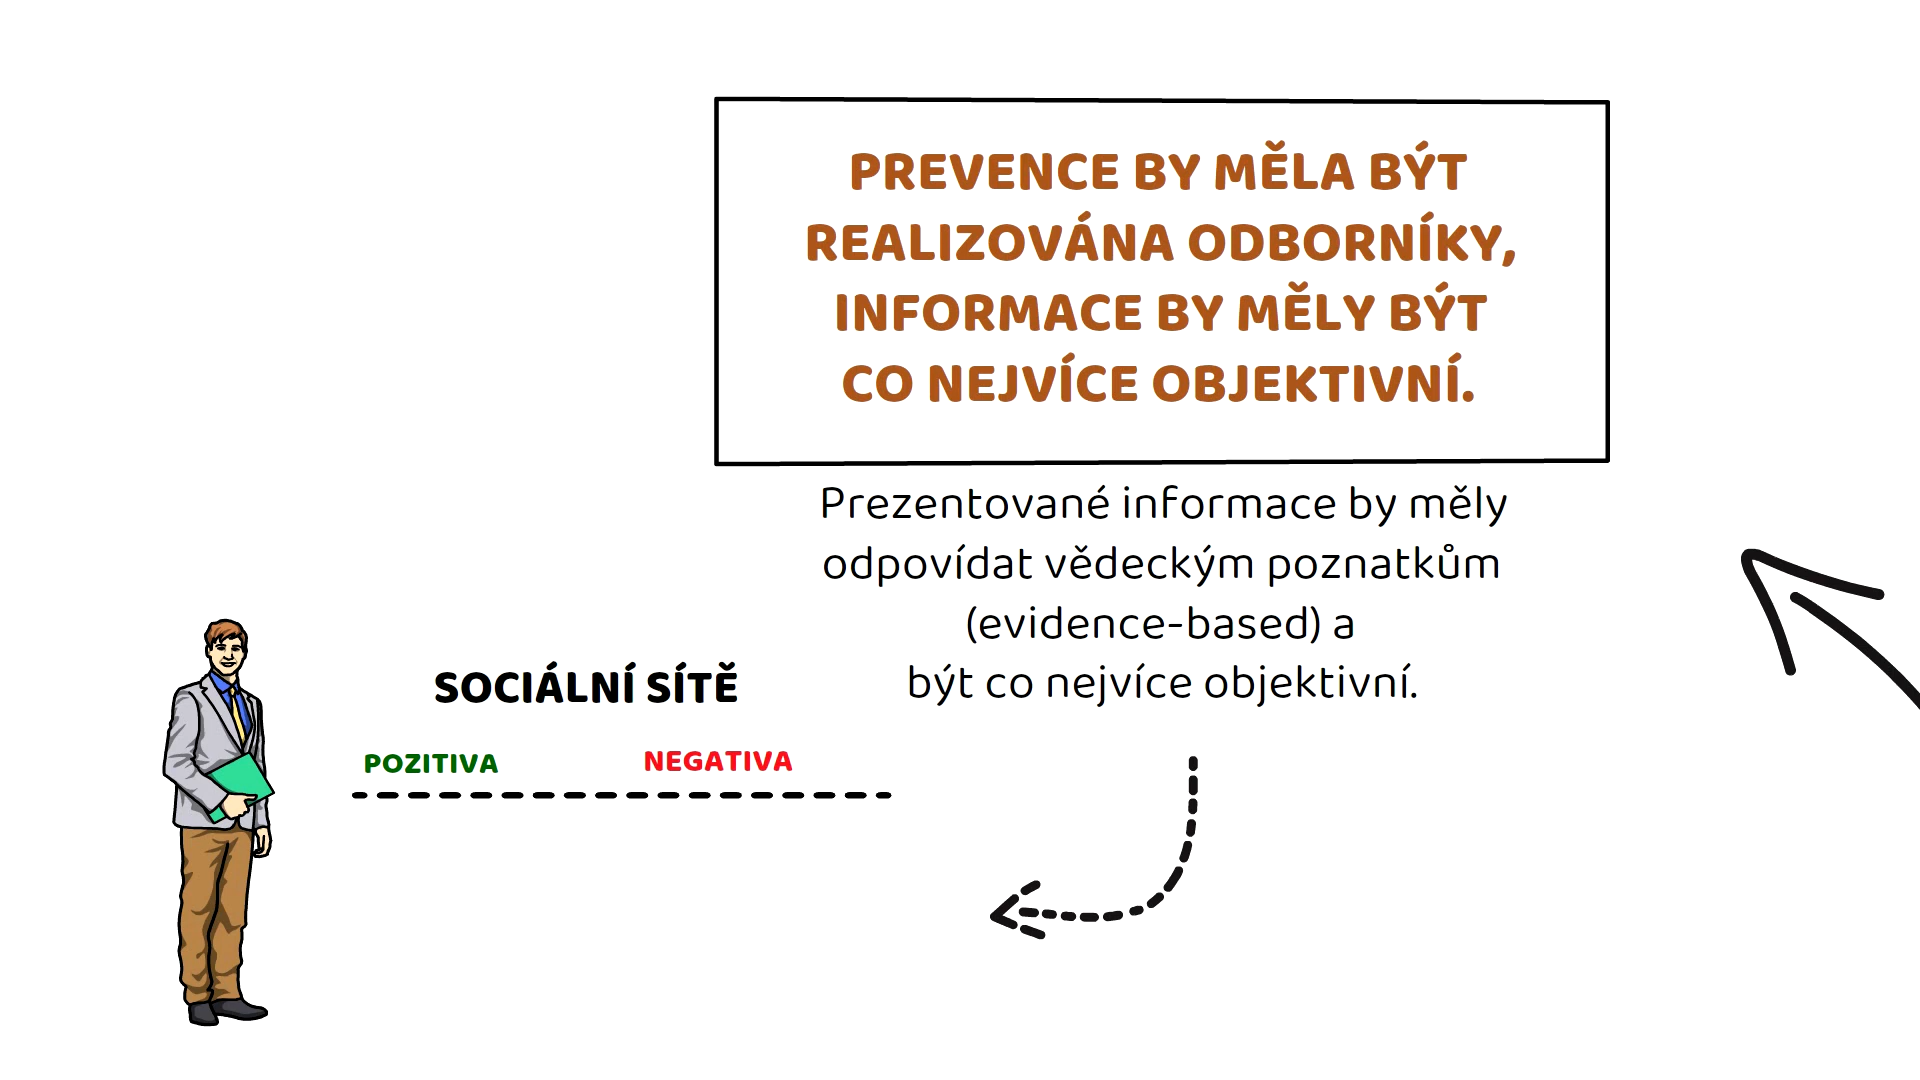 PREVENCE BY MĚLA BÝT
REALIZOVÁNA ODBORNÍKY,
INFORMACE BY MĚLY BÝT
CO NEJVÍCE OBJEKTIVNÍ.
Prezentované informace by měly
odpovídat vědeckým poznatkům
(evidence-based) a
být co nejvíce objektivní.
SOCIÁLNÍ SÍTĚ
POZITIVA
NEGATIVA